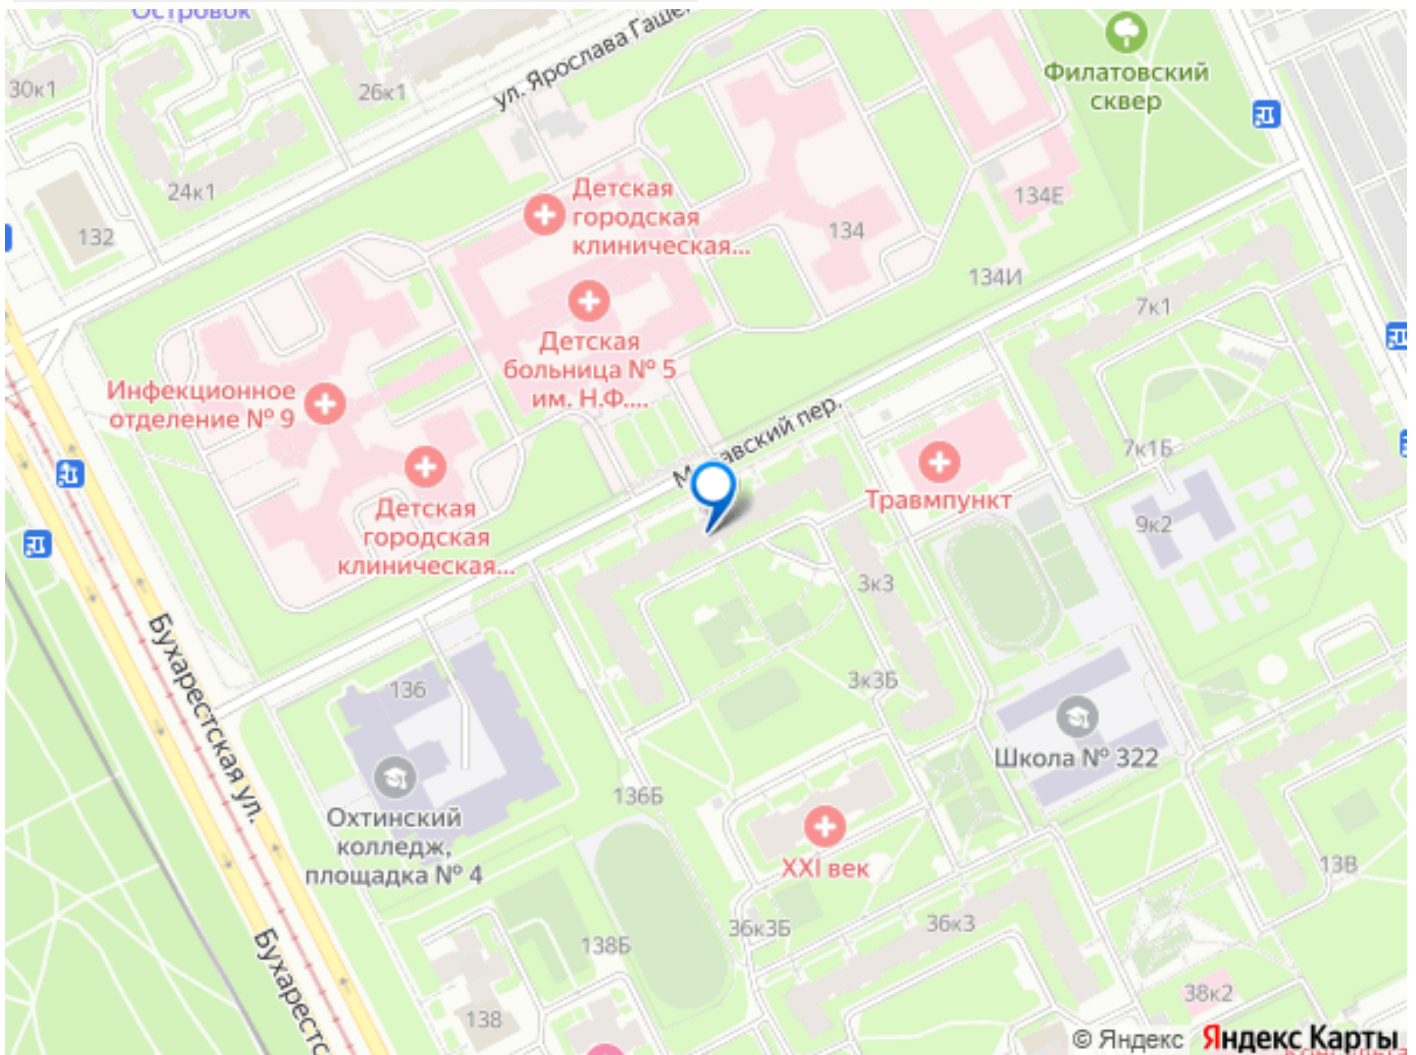 Островок
ул. Ярослава Гаше
30к1
26к1
Филатовский
сквер
24к1
132
Детская
городская
клиническая...
134
134Е
134И
7к1
Детская
больница № 5
им. Н.Ф....
Инфекционное
отделение № 9
авский пер.
7к1Б
Травмпункт
Детская
городская
клиническая...
9к2
3к3
3к3Б
Бухарестская ул.
136
Школа № 322
136Б
Охтинский
колледж,
площадка № 4
XXI век
13В
36к3Б
36к3
138Б
Бухарестс
138
38к2
© Яндекс Яндекс Карты